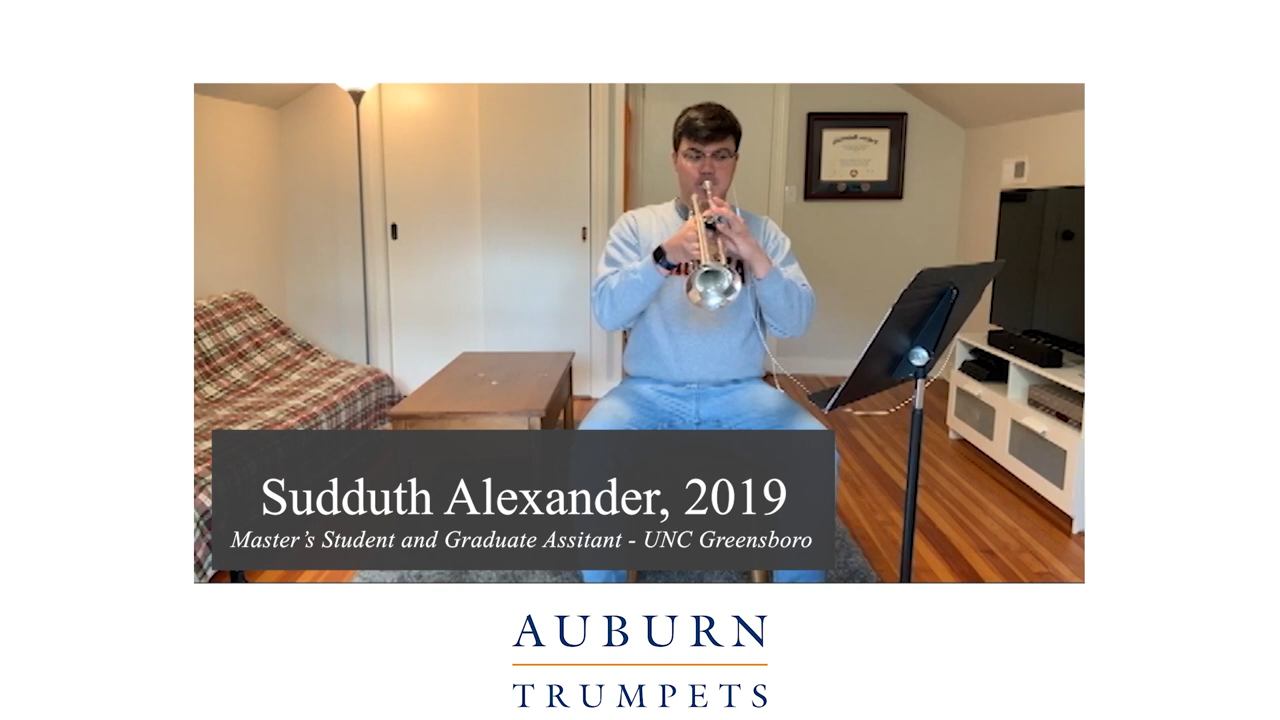 Sudduth Alexander, 2019
Master's Student and Graduate Assitant - UNC Greensboro
AUBURN
TRUMPETS